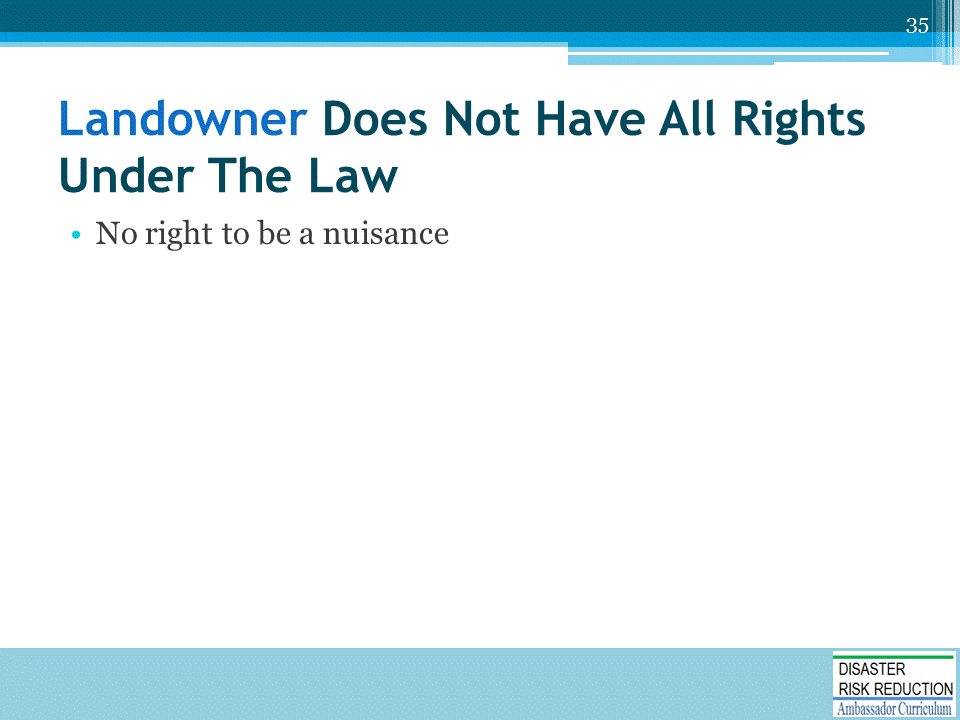 35
Landowner Does Not Have All Rights
Under The Law
• No right to be a nuisance
DISASTER
RISK REDUCTION
Ambassador Curriculum